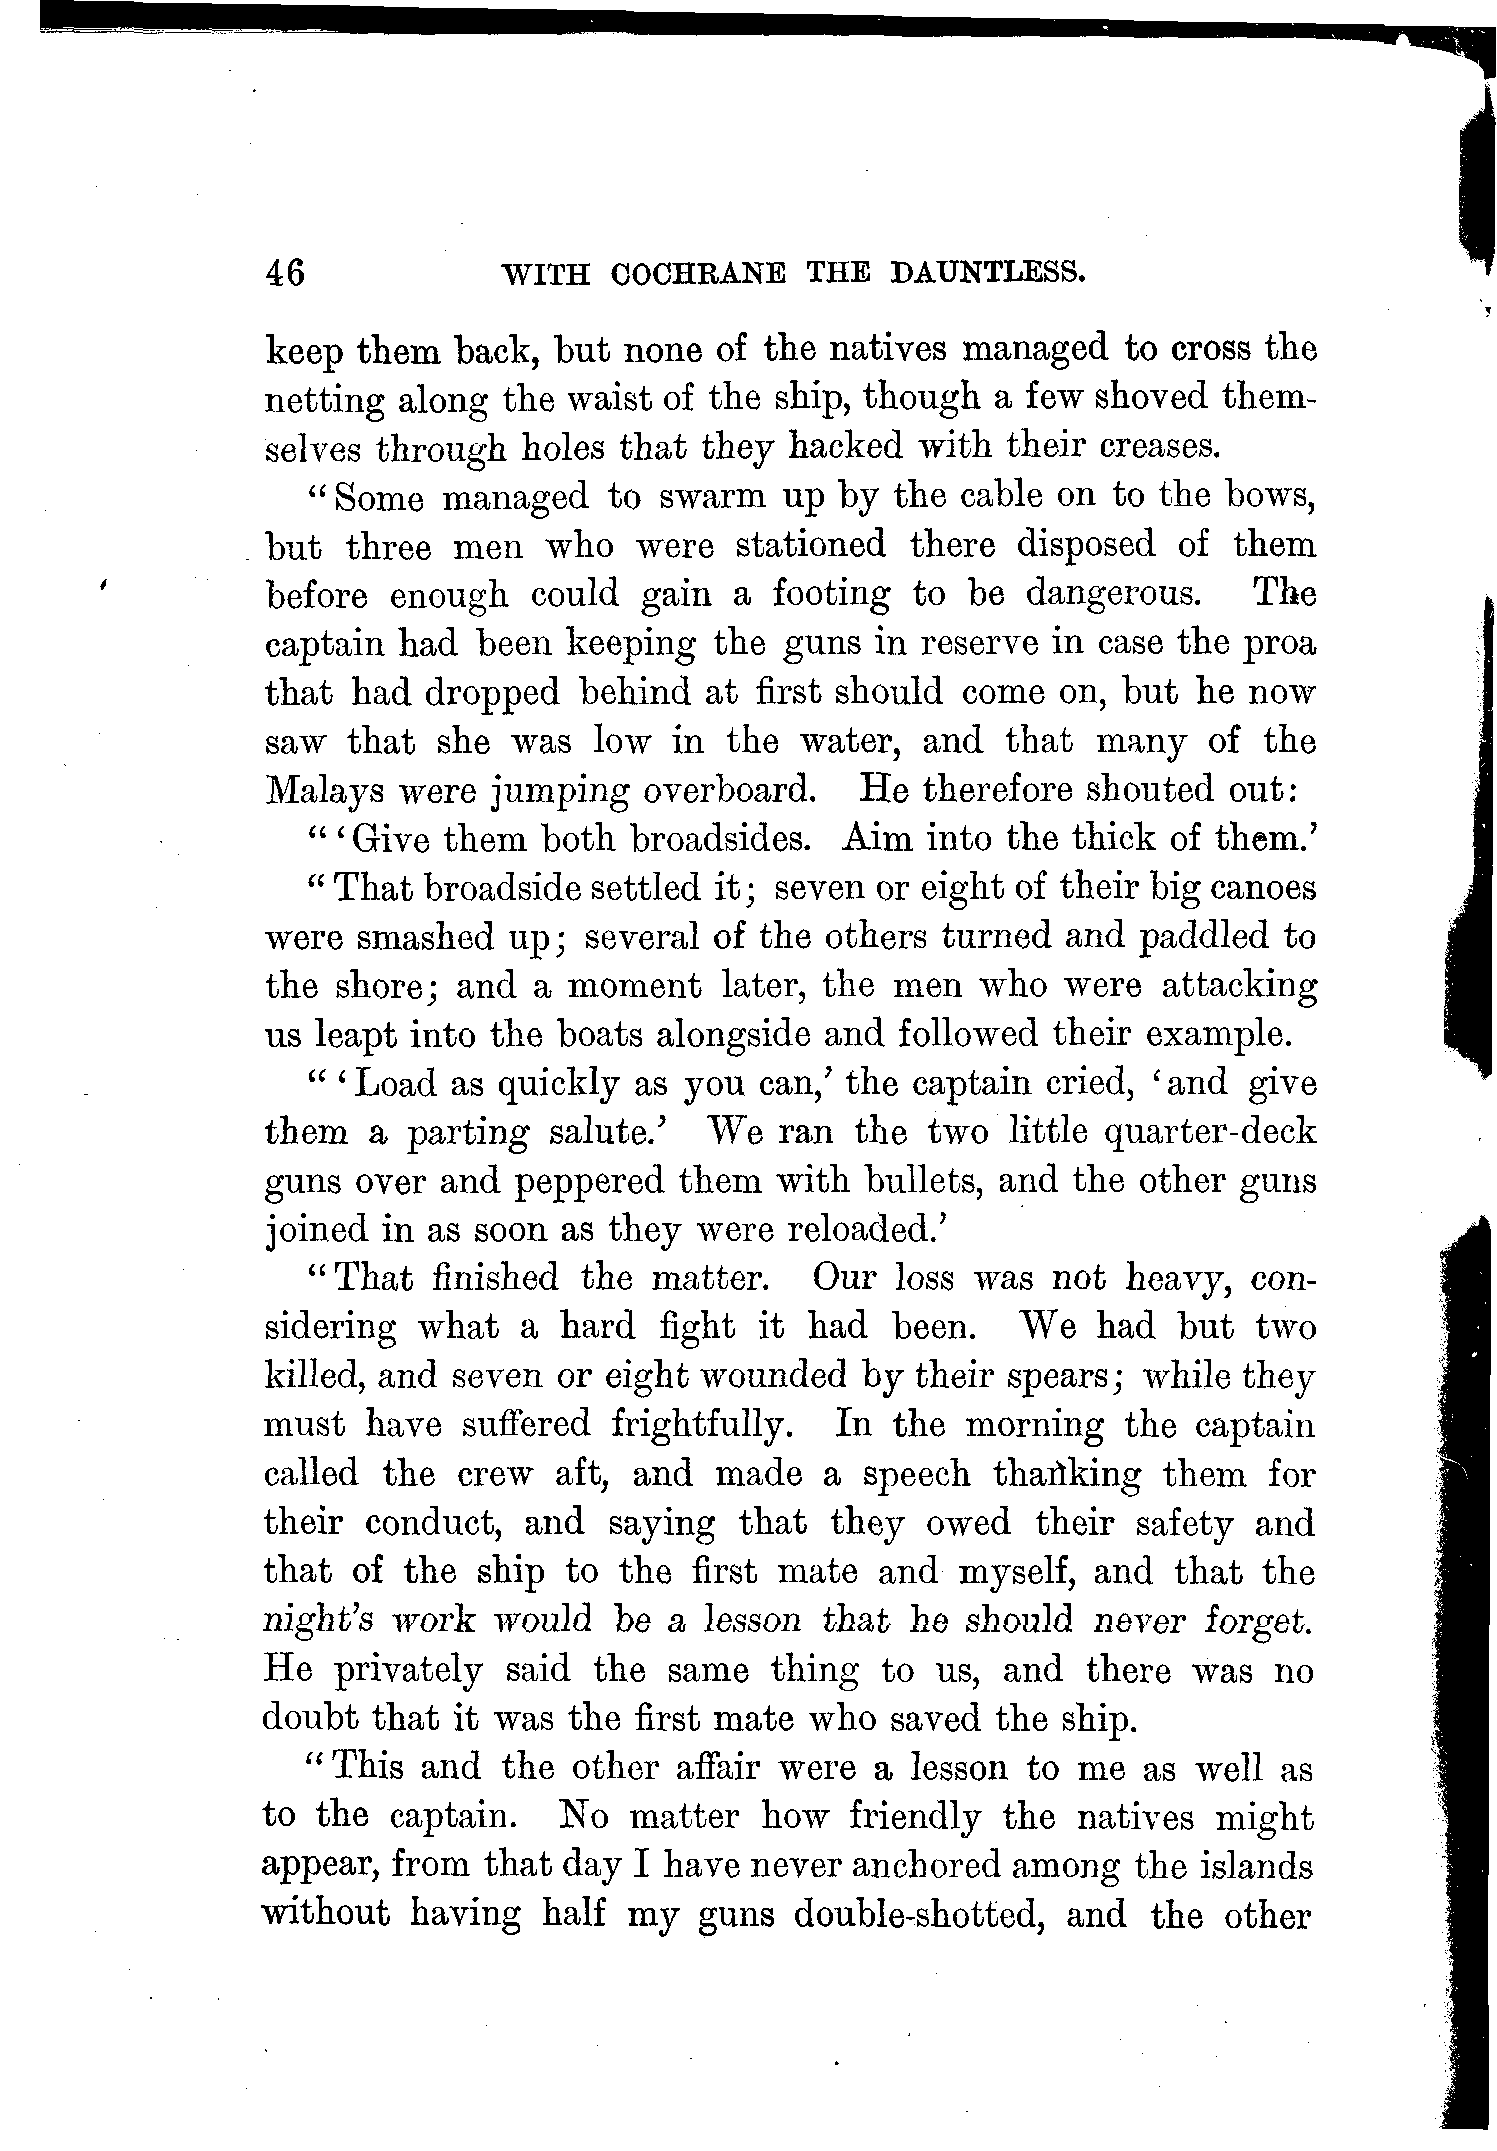 46 WITH COCHRANE THE DAUNTLESS.
keep them back, but none of the natives managed to cross the
netting along the waist of the ship, though a few shoved them-
selves through holes that they hacked with their creases.
"Some managed to swarm up by the cable on to the bows,
but three men who were stationed there disposed of them
before enough could gain a footing to be dangerous. The
captain had been keeping the guns in reserve in case the proa
that had dropped behind at first should come on, but he now
saw that she was low in the water, and that many of the
Malays were jumping overboard. He therefore shouted out:
"'Give them both broadsides. Aim into the thick of them.'
"That broadside settled it; seven or eight of their big canoes
were smashed up; several of the others turned and paddled to
the shore; and a moment later, the men who were attacking
us leapt into the boats alongside and followed their example.
"'Load as quickly as you can,' the captain cried, 'and give
them a parting salute.' We ran the two little quarter-deck
guns over and peppered them with bullets, and the other guns
joined in as soon as they were reloaded.'
"That finished the matter. Our loss was not heavy, con-
sidering what a hard fight it had been. We had but two
killed, and seven or eight wounded by their spears; while they
must have suffered frightfully. In the morning the captain
called the crew aft, and made a speech thanking them for
their conduct, and saying that they owed their safety and
that of the ship to the first mate and myself, and that the
night's work would be a lesson that he should never forget.
He privately said the same thing to us, and there was no
doubt that it was the first mate who saved the ship.
"This and the other affair were a lesson to me as well as
to the captain. No matter how friendly the natives might
appear, from that day I have never anchored among the islands
without having half my guns double-shotted, and the other